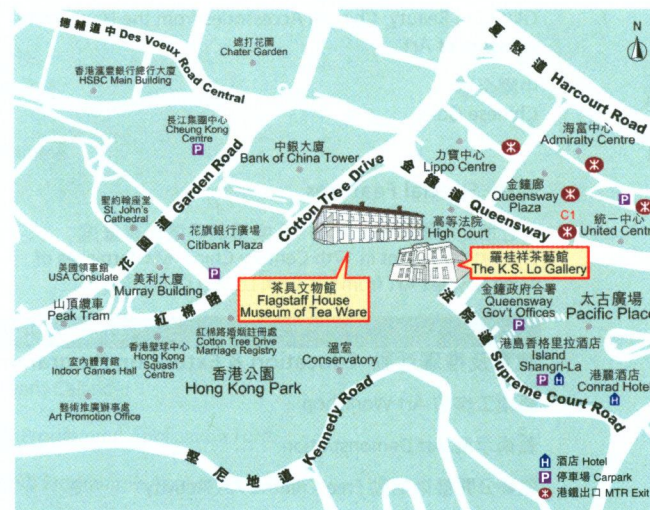 德輔道中 Des Voeux Road Central
遮打花園
Chater Garden
香港滙豐銀行總行大廈
HSBC Main Building
夏慤道 Harcourt Road
N
長江集團中心
Cheung Kong
Centre
P
中銀大廈
Bank of China Tower
力寶中心
Lippo Centre
海富中心
Admiralty Centre
花園道 Garden Road
Cotton Tree Drive
金鐘道 Queensway
金鐘廊
Queensway
Plaza
P
C1
聖約翰座堂
St. John's
Cathedral
花旗銀行廣場
Citibank Plaza
高等法院
High Court
統一中心
United Centr
羅桂祥茶藝館
The K.S. Lo Gallery
美國領事館
USA Consulate
美利大廈
Murray Building
P
茶具文物館
Flagstaff House
Museum of Tea Ware
金鐘政府合署
Queensway
Gov't Offices
太古廣場
Pacific Place
山頂纜車
Peak Tram
紅棉路
法院道 Supreme Court Road
紅棉路婚姻註冊處
Cotton Tree Drive
Marriage Registry
香港壁球中心
Hong Kong
Squash
Centre
室內體育館
Indoor Games Hall
溫室
Conservatory
港島香格里拉酒店
Island
Shangri-La
P H
港麗酒店
Conrad Hotel
H
香港公園
Hong Kong Park
藝術推廣辦事處
Art Promotion Office
堅尼地道 Kennedy Road
H 酒店 Hotel
P 停車場 Carpark
港鐵出口 MTR Exit